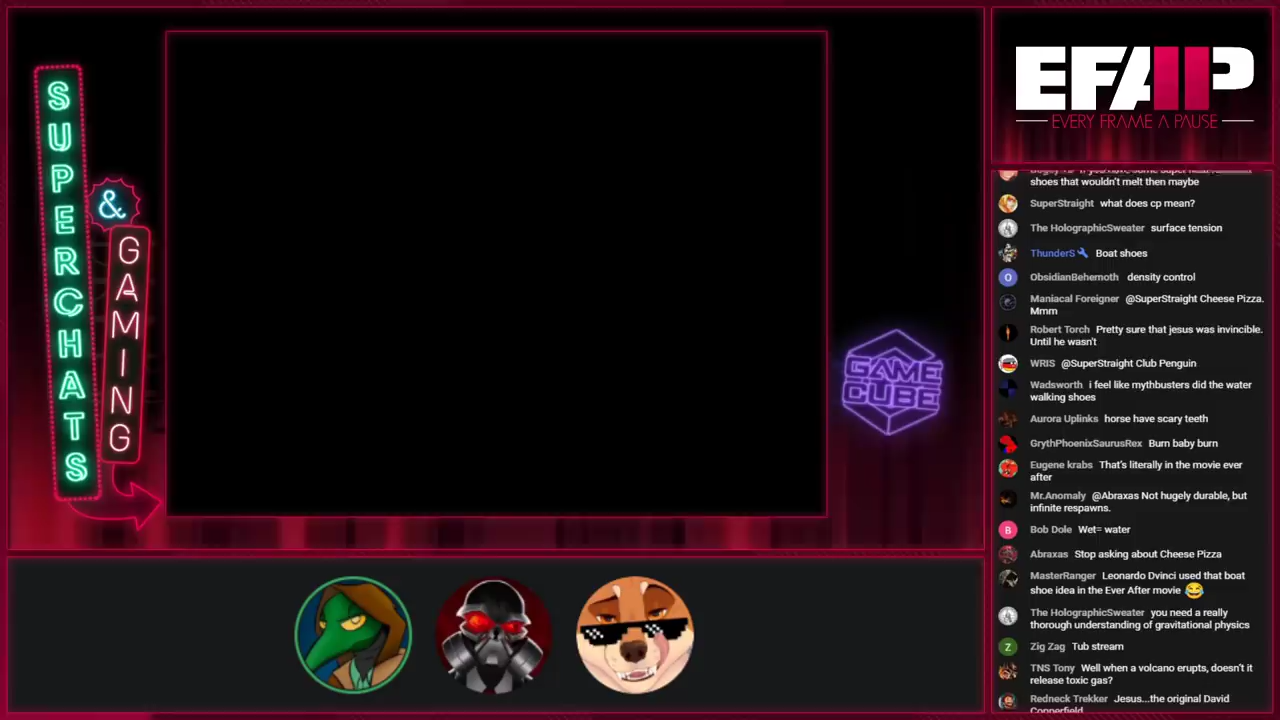 SUPERCHATS
&
GAMING
GAME
CUBE
EFAP
EVERY FRAME A PAUSE
shoes that wouldn't melt then maybe
SuperStraight what does cp mean?
The HolographicSweater surface tension
ThunderS Boat shoes
O ObsidianBehemoth density control
Maniacal Foreigner @SuperStraight Cheese Pizza.
Mmm
Robert Torch Pretty sure that jesus was invincible.
Until he wasn't
WRIS @SuperStraight Club Penguin
Wadsworth i feel like mythbusters did the water
walking shoes
Aurora Uplinks horse have scary teeth
GrythPhoenixSaurusRex Burn baby burn
Eugene krabs That's literally in the movie ever
after
Mr.Anomaly @Abraxas Not hugely durable, but
infinite respawns.
B Bob Dole Wet= water
Abraxas Stop asking about Cheese Pizza
MasterRanger Leonardo Dvinci used that boat
shoe idea in the Ever After movie 😂
The HolographicSweater you need a really
thorough understanding of gravitational physics
Z Zig Zag Tub stream
TNS Tony Well when a volcano erupts, doesn't it
release toxic gas?
Redneck Trekker Jesus...the original David
Copperfield